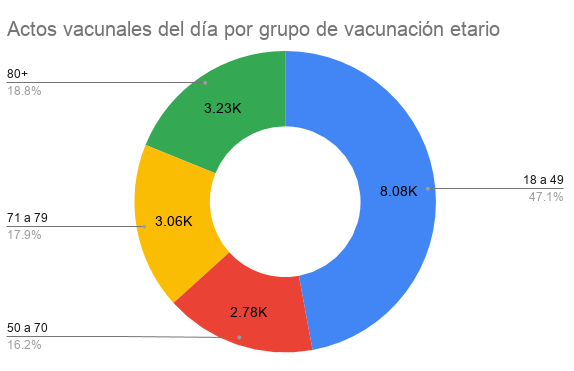 Actos vacunales del día por grupo de vacunación etario
80+
18.8%
3.23K
18 a 49
47.1%
8.08K
71 a 79
17.9%
3.06K
2.78K
50 a 70
16.2%